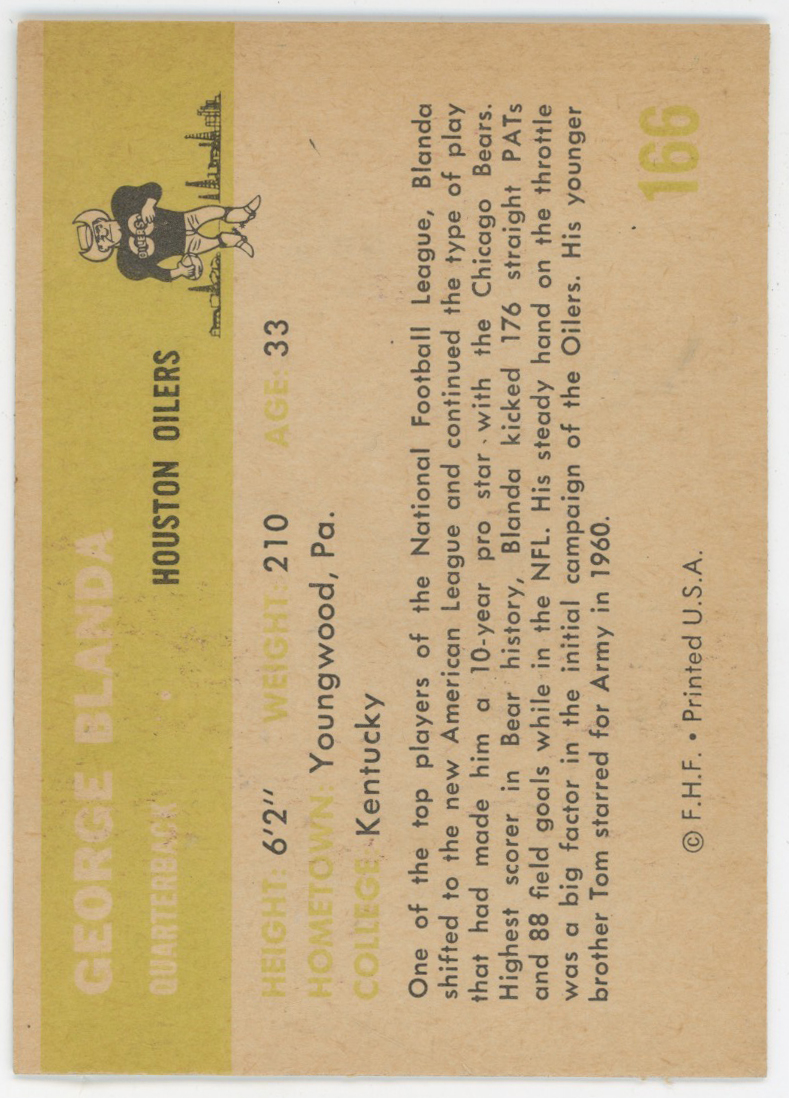 GEORGE BLANDA
QUARTERBACK
HOUSTON OILERS
OILERS
HEIGHT: 6'2" WEIGHT: 210 AGE: 33
HOMETOWN: Youngwood, Pa.
COLLEGE: Kentucky
One of the top players of the National Football League, Blanda
shifted to the new American League and continued the type of play
that had made him a 10-year pro star with the Chicago Bears.
Highest scorer in Bear history, Blanda kicked 176 straight PATs
and 88 field goals while in the NFL. His steady hand on the throttle
was a big factor in the initial campaign of the Oilers. His younger
brother Tom starred for Army in 1960.
© F.H.F. • Printed U.S.A.
166